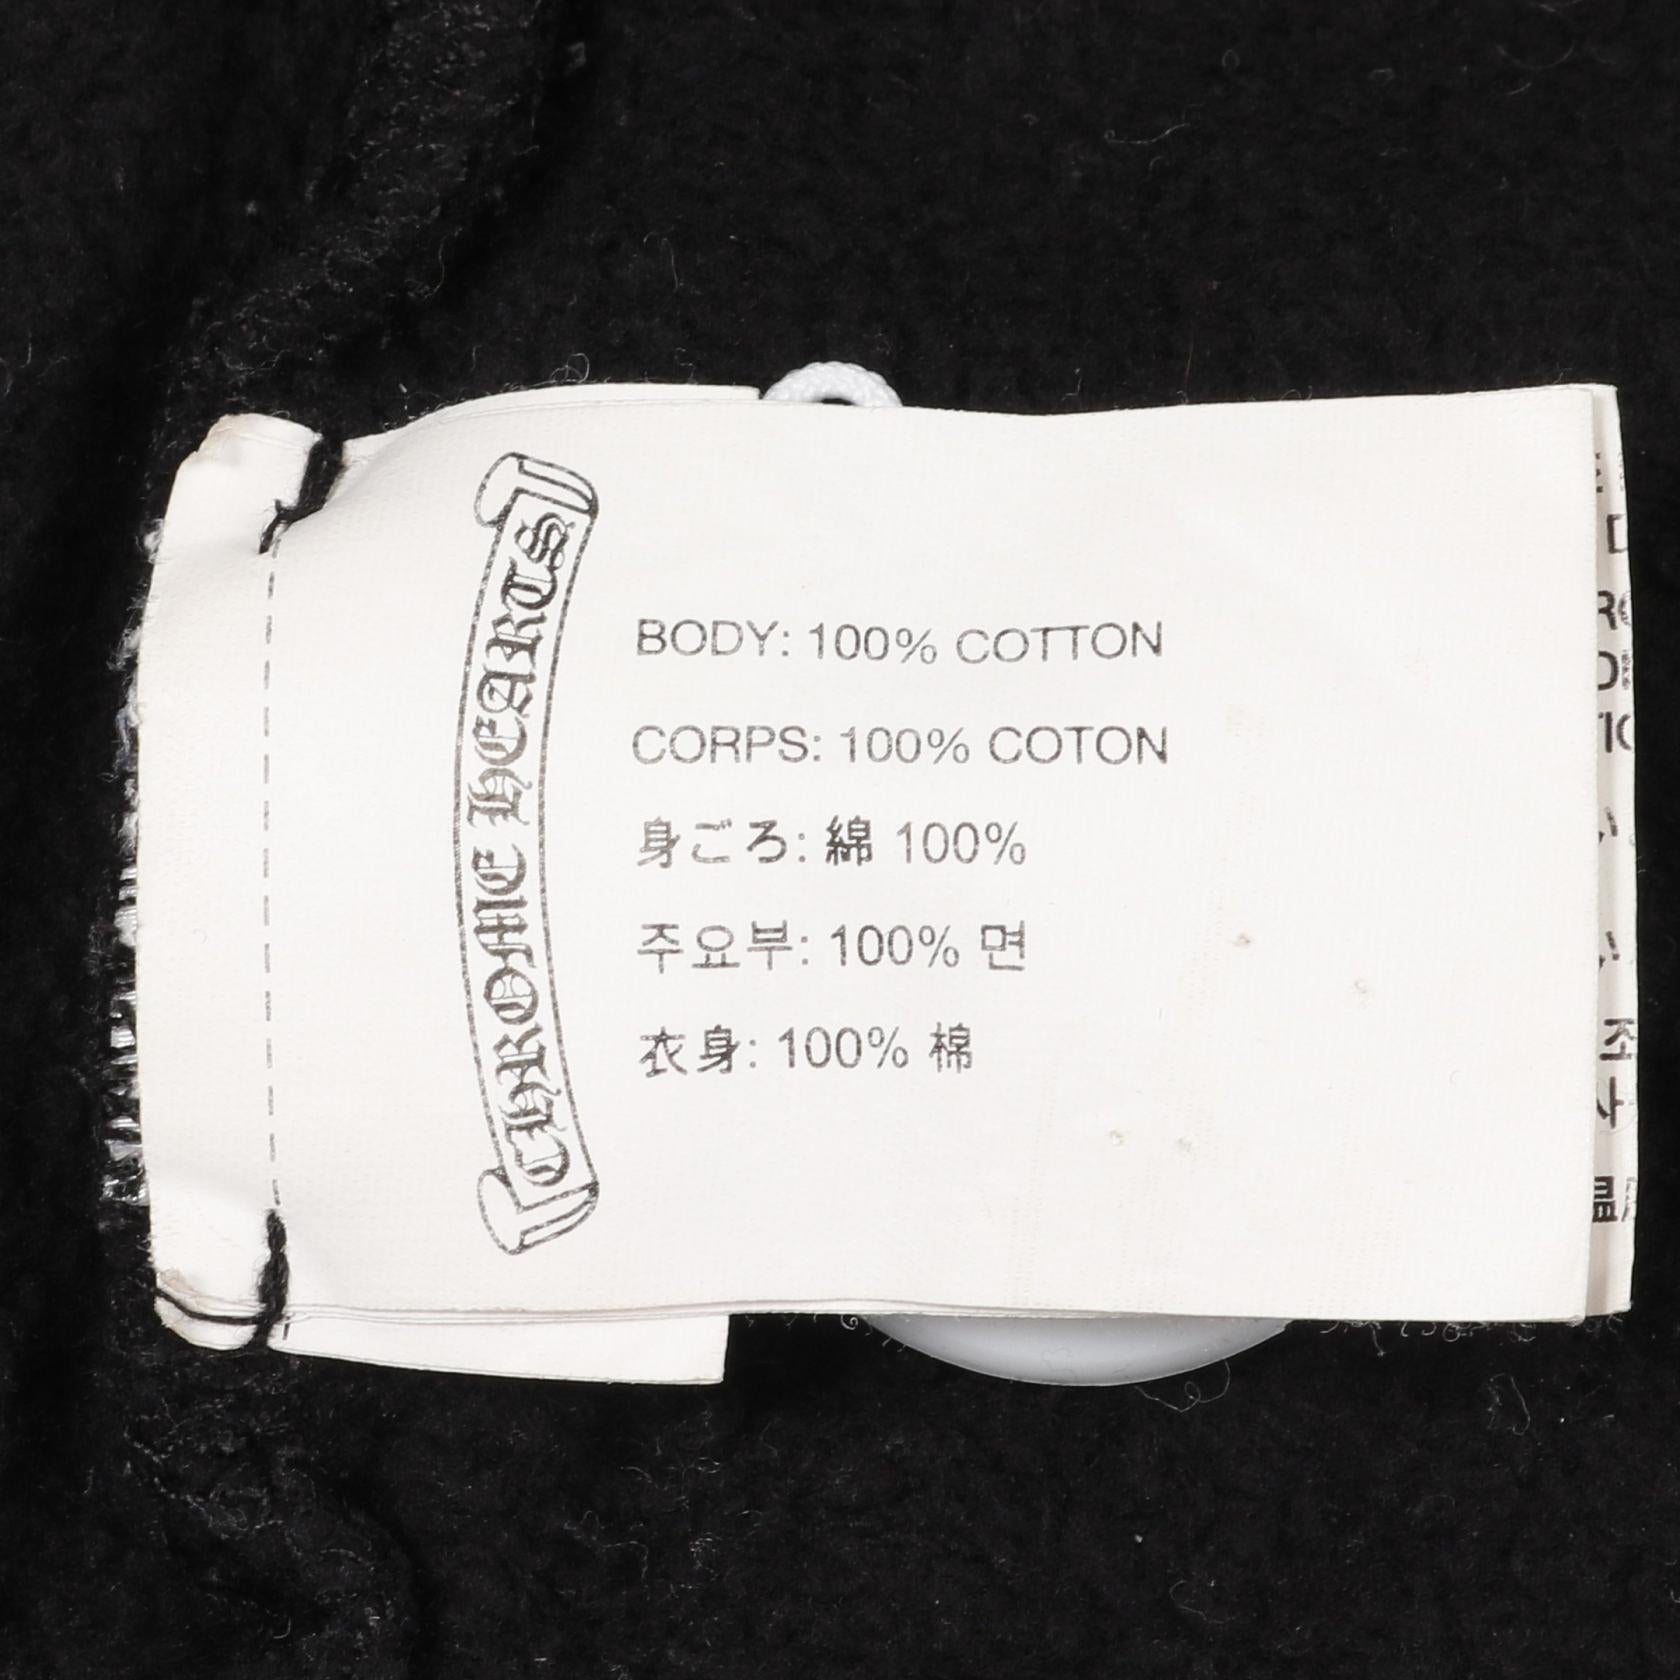 CHROME HEARTS
BODY: 100% COTTON
CORPS: 100% COTON
身ごろ: 綿 100%
주요부: 100% 면
衣身: 100% 棉